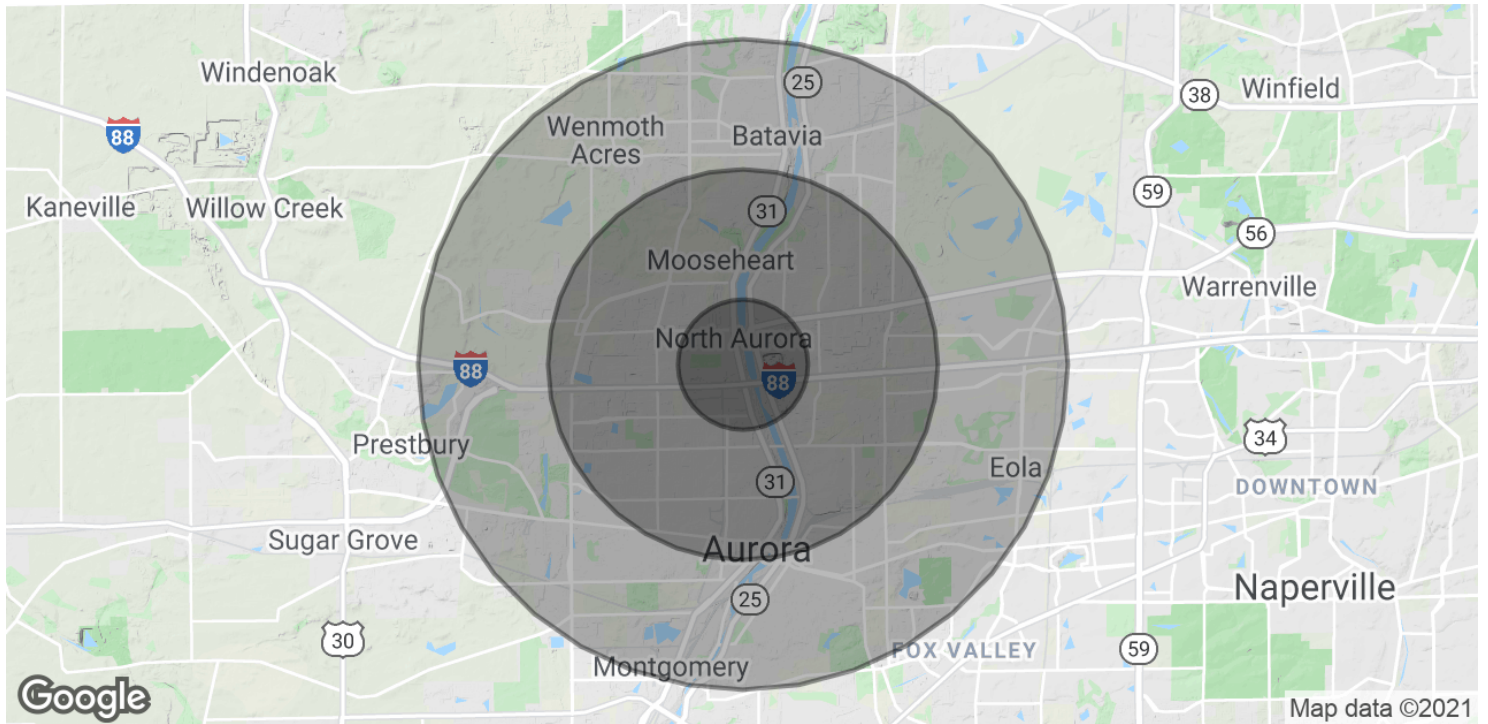 Windenoak
25
38
Winfield
88
Wenmoth
Acres
Batavia
59
Kaneville
Willow Creek
31
56
Mooseheart
Warrenville
North Aurora
88
88
Prestbury
34
Eola
31
DOWNTOWN
Sugar Grove
Aurora
Naperville
25
30
FOX VALLEY
59
Montgomery
Google
Map data ©2021